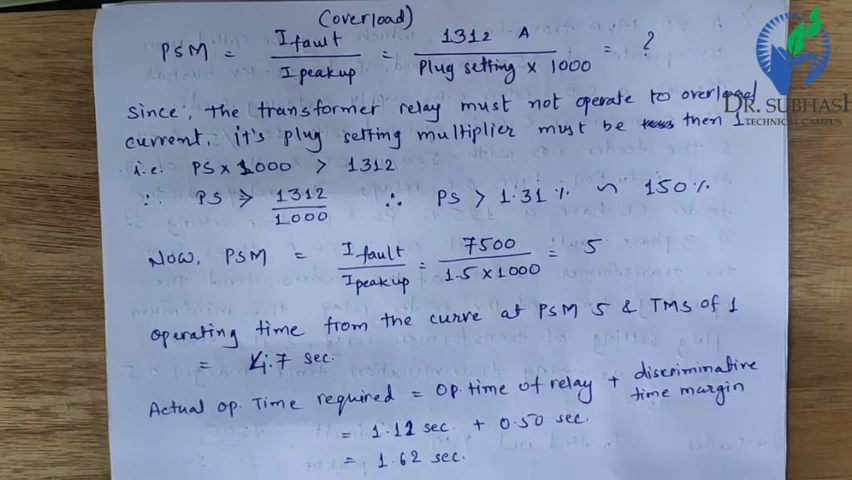 (overload)
PSM = I fault / I peakup = 1312 A / Plug setting × 1000 = ?
since, the transformer relay must not operate to overload
current, it's plug setting multiplier must be then 1
i.e. PS × 1000 > 1312
∵ PS ≥ 1312 / 1000 ∴ PS > 1.31 % ∽ 150 %
Now, PSM = I fault / I peakup = 7500 / 1.5 × 1000 = 5
operating time from the curve at PSM 5 & TMS of 1
= 4.7 sec.
Actual op. Time required = op. time of relay + discriminative time margin
= 1.12 sec. + 0.50 sec.
= 1.62 sec.
DR. SUBHASH
TECHNICAL CAMPUS